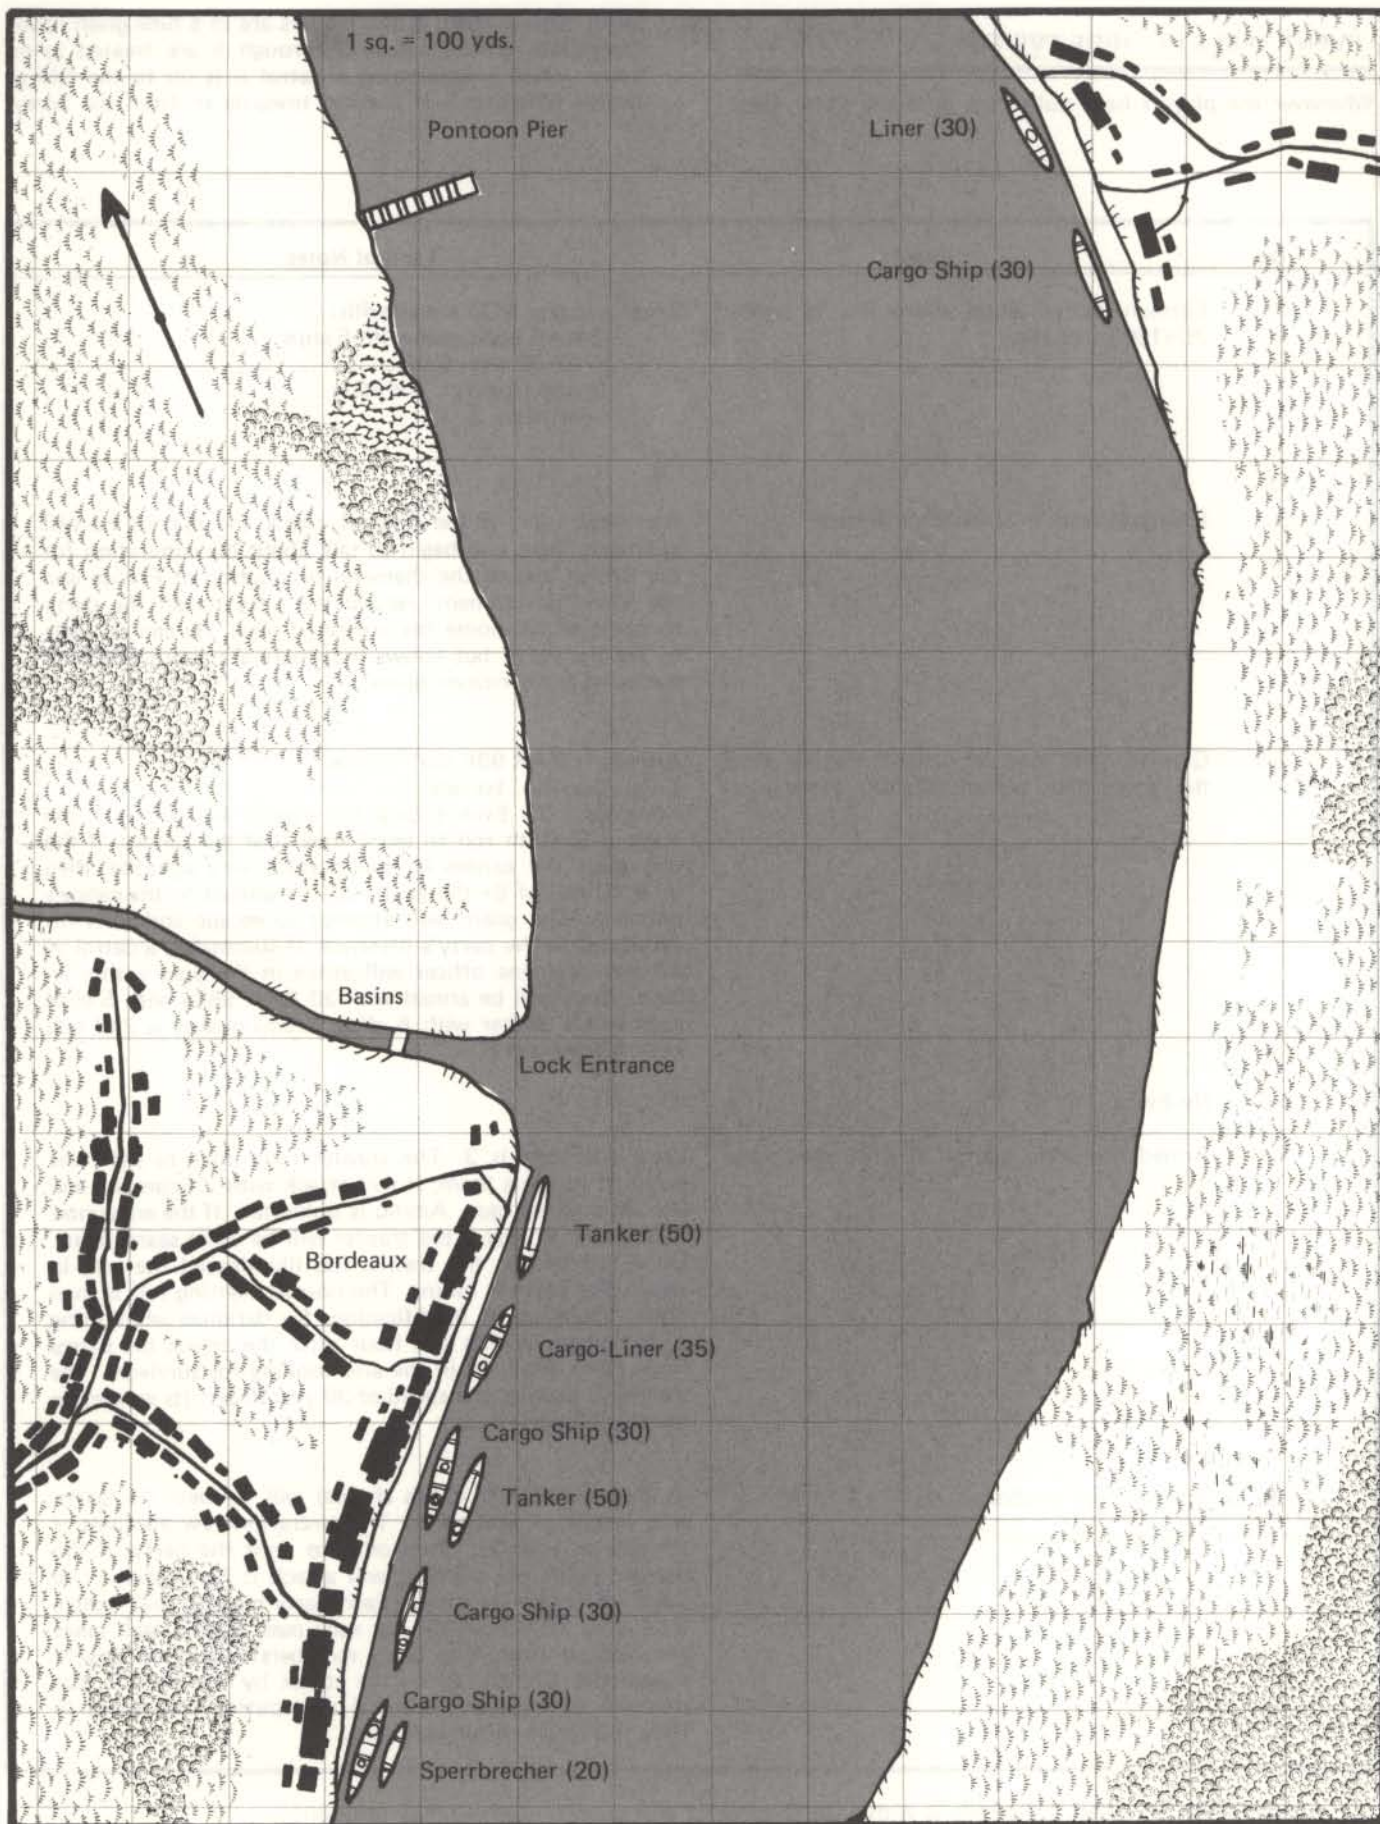 1 sq. = 100 yds.
Pontoon Pier
Liner (30)
Cargo Ship (30)
Basins
Lock Entrance
Tanker (50)
Bordeaux
Cargo-Liner (35)
Cargo Ship (30)
Tanker (50)
Cargo Ship (30)
Cargo Ship (30)
Sperrbrecher (20)